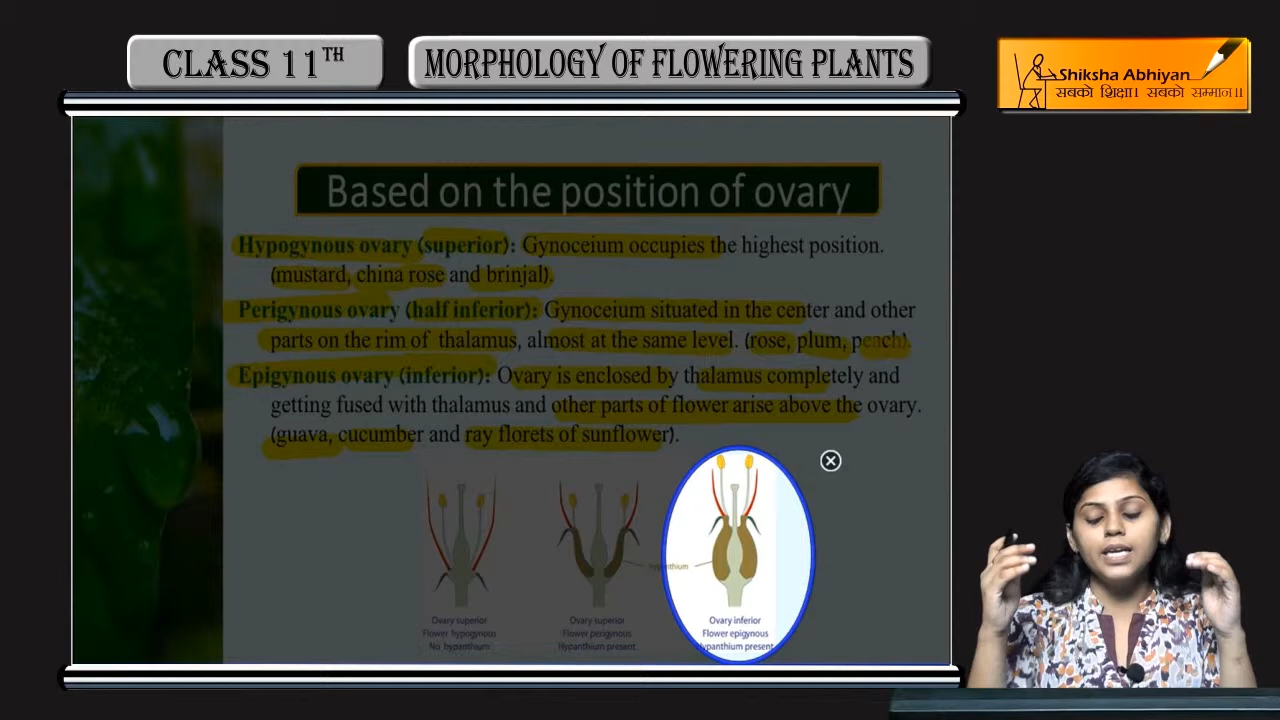 CLASS 11TH
MORPHOLOGY OF FLOWERING PLANTS
Shiksha Abhiyan
सबको शिक्षा। सबको सम्मान।।
Based on the position of ovary
Hypogynous ovary (superior): Gynoceium occupies the highest position.
(mustard, china rose and brinjal).
Perigynous ovary (half inferior): Gynoceium situated in the center and other
parts on the rim of thalamus, almost at the same level. (rose, plum, peach).
Epigynous ovary (inferior): Ovary is enclosed by thalamus completely and
getting fused with thalamus and other parts of flower arise above the ovary.
(guava, cucumber and ray florets of sunflower).
hypanthium
Ovary superior
Flower hypogynous
No hypanthium
Ovary superior
Flower perigynous
Hypanthium present
Ovary inferior
Flower epigynous
Hypanthium present